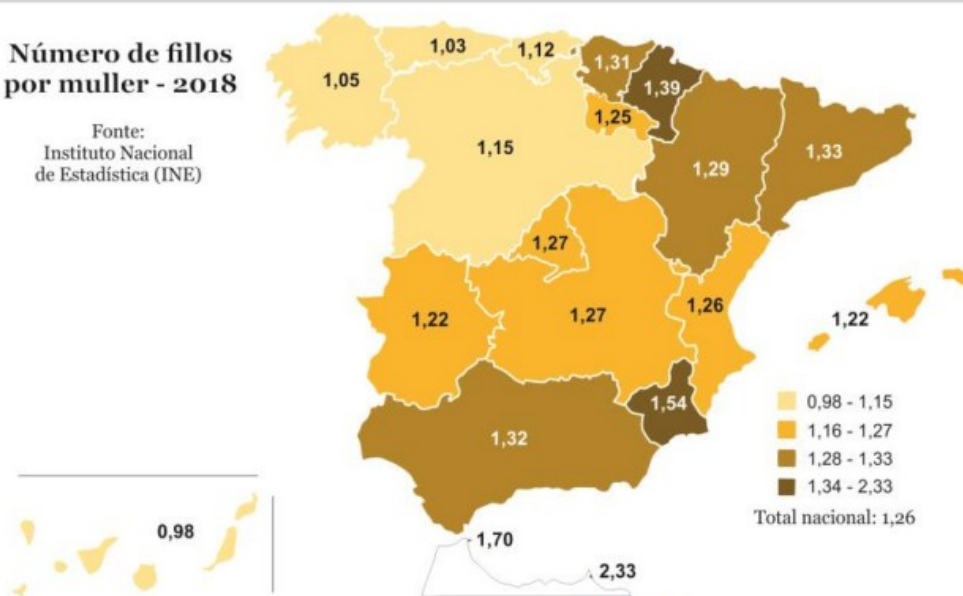 Número de fillos
por muller - 2018
Fonte:
Instituto Nacional
de Estadística (INE)
1,05
1,03
1,12
1,31
1,39
1,25
1,15
1,29
1,33
1,27
1,22
1,27
1,26
1,22
1,54
1,32
0,98 - 1,15
1,16 - 1,27
1,28 - 1,33
1,34 - 2,33
Total nacional: 1,26
0,98
1,70
2,33